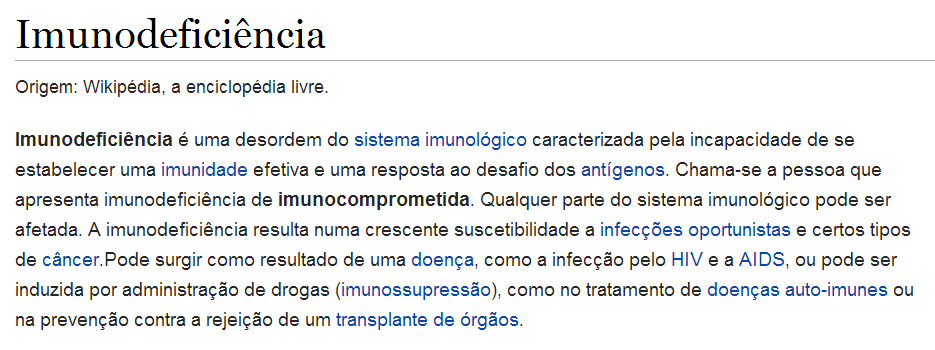 Imunodeficiência
Origem: Wikipédia, a enciclopédia livre.
Imunodeficiência é uma desordem do sistema imunológico caracterizada pela incapacidade de se
estabelecer uma imunidade efetiva e uma resposta ao desafio dos antígenos. Chama-se a pessoa que
apresenta imunodeficiência de imunocomprometida. Qualquer parte do sistema imunológico pode ser
afetada. A imunodeficiência resulta numa crescente suscetibilidade a infecções oportunistas e certos tipos
de câncer.Pode surgir como resultado de uma doença, como a infecção pelo HIV e a AIDS, ou pode ser
induzida por administração de drogas (imunossupressão), como no tratamento de doenças auto-imunes ou
na prevenção contra a rejeição de um transplante de órgãos.